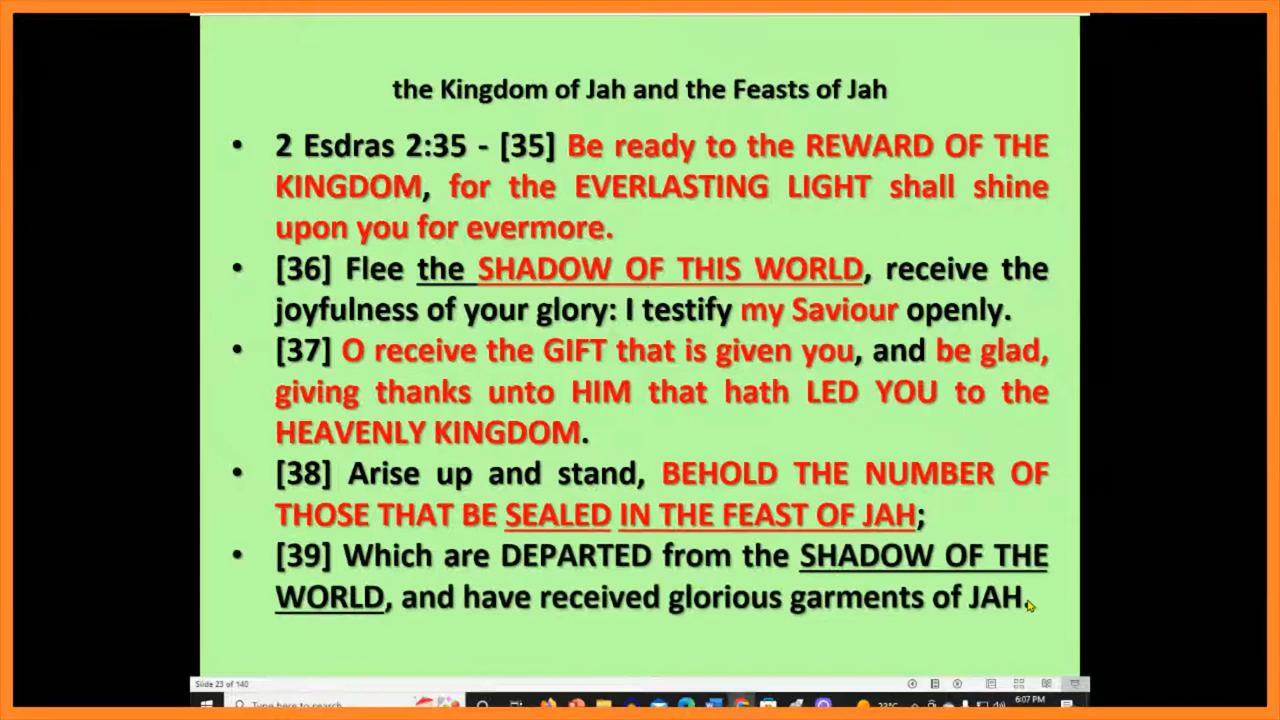 the Kingdom of Jah and the Feasts of Jah
• 2 Esdras 2:35 - [35] Be ready to the REWARD OF THE
KINGDOM, for the EVERLASTING LIGHT shall shine
upon you for evermore.
• [36] Flee the SHADOW OF THIS WORLD, receive the
joyfulness of your glory: I testify my Saviour openly.
• [37] O receive the GIFT that is given you, and be glad,
giving thanks unto HIM that hath LED YOU to the
HEAVENLY KINGDOM.
• [38] Arise up and stand, BEHOLD THE NUMBER OF
THOSE THAT BE SEALED IN THE FEAST OF JAH;
• [39] Which are DEPARTED from the SHADOW OF THE
WORLD, and have received glorious garments of JAH.
Slide 23 of 140
Type here to search
6:07 PM